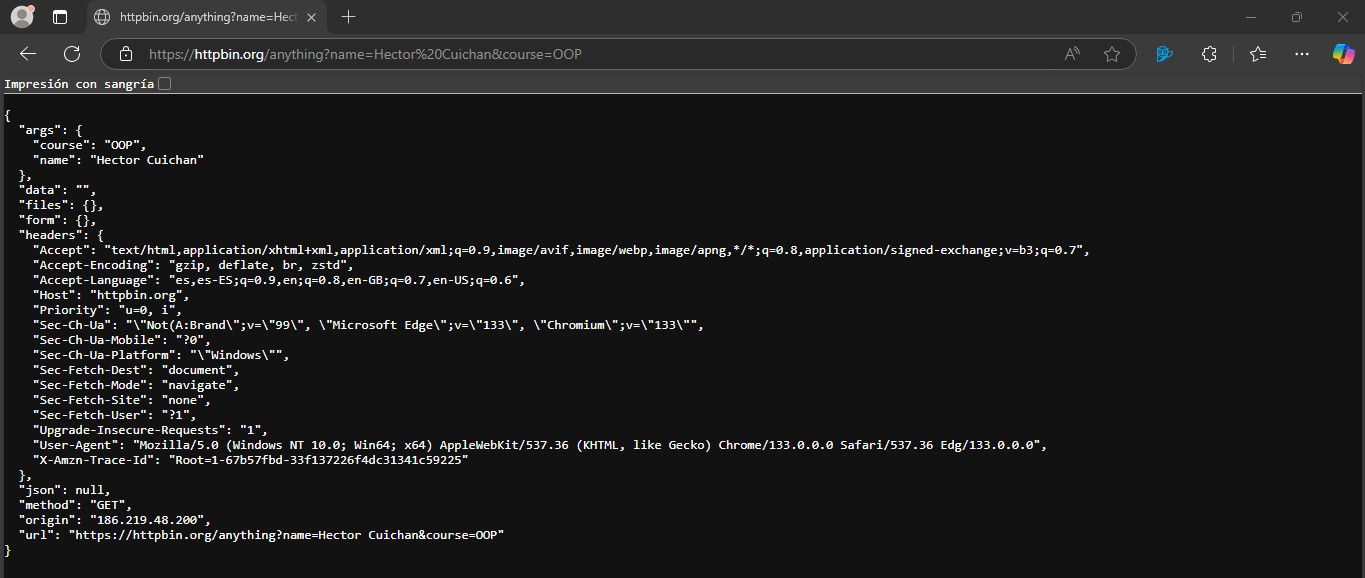 httpbin.org/anything?name=Hect
https://httpbin.org/anything?name=Hector%20Cuichan&course=OOP
Impresión con sangría
{
  "args": {
    "course": "OOP",
    "name": "Hector Cuichan"
  },
  "data": "",
  "files": {},
  "form": {},
  "headers": {
    "Accept": "text/html,application/xhtml+xml,application/xml;q=0.9,image/avif,image/webp,image/apng,*/*;q=0.8,application/signed-exchange;v=b3;q=0.7",
    "Accept-Encoding": "gzip, deflate, br, zstd",
    "Accept-Language": "es,es-ES;q=0.9,en;q=0.8,en-GB;q=0.7,en-US;q=0.6",
    "Host": "httpbin.org",
    "Priority": "u=0, i",
    "Sec-Ch-Ua": "\"Not(A:Brand\";v=\"99\", \"Microsoft Edge\";v=\"133\", \"Chromium\";v=\"133\"",
    "Sec-Ch-Ua-Mobile": "?0",
    "Sec-Ch-Ua-Platform": "\"Windows\"",
    "Sec-Fetch-Dest": "document",
    "Sec-Fetch-Mode": "navigate",
    "Sec-Fetch-Site": "none",
    "Sec-Fetch-User": "?1",
    "Upgrade-Insecure-Requests": "1",
    "User-Agent": "Mozilla/5.0 (Windows NT 10.0; Win64; x64) AppleWebKit/537.36 (KHTML, like Gecko) Chrome/133.0.0.0 Safari/537.36 Edg/133.0.0.0",
    "X-Amzn-Trace-Id": "Root=1-67b57fbd-33f137226f4dc31341c59225"
  },
  "json": null,
  "method": "GET",
  "origin": "186.219.48.200",
  "url": "https://httpbin.org/anything?name=Hector Cuichan&course=OOP"
}